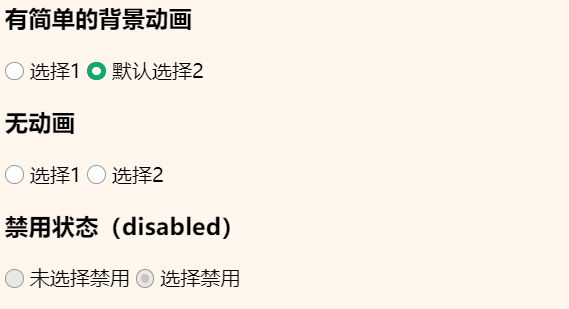 有简单的背景动画
选择1 默认选择2
无动画
选择1 选择2
禁用状态（disabled）
未选择禁用 选择禁用